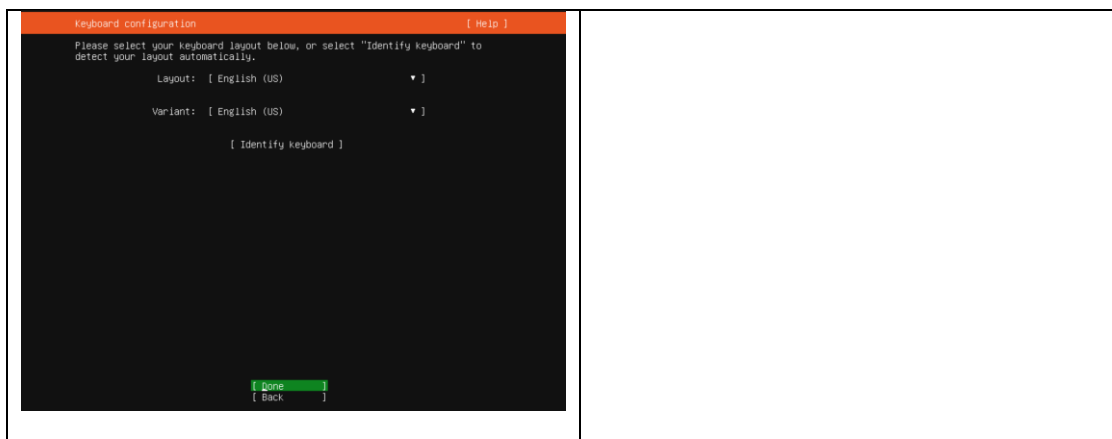 Keyboard configuration [ Help ]
Please select your keyboard layout below, or select "Identify keyboard" to
detect your layout automatically.
Layout: [ English (US) ▾ ]
Variant: [ English (US) ▾ ]
[ Identify keyboard ]
[ Done ]
[ Back ]